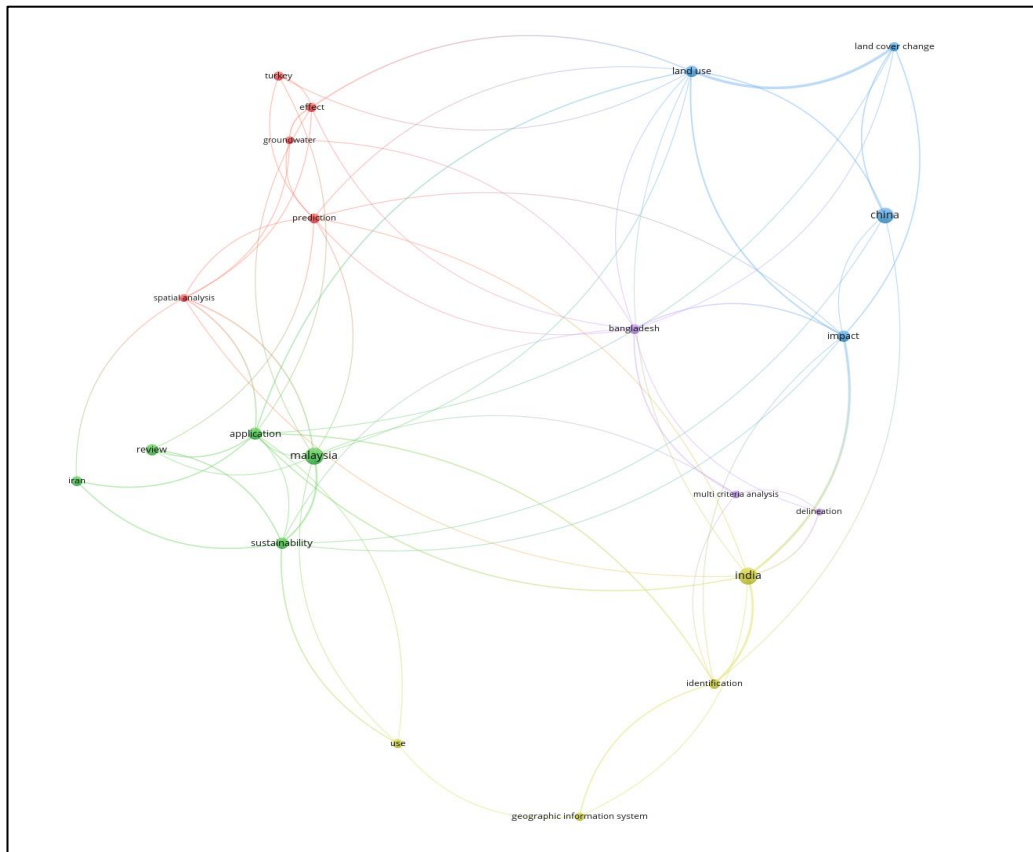 land cover change
land use
turkey
effect
groundwater
prediction
china
spatial analysis
bangladesh
impact
application
review
malaysia
iran
multi criteria analysis
delineation
sustainability
india
identification
use
geographic information system